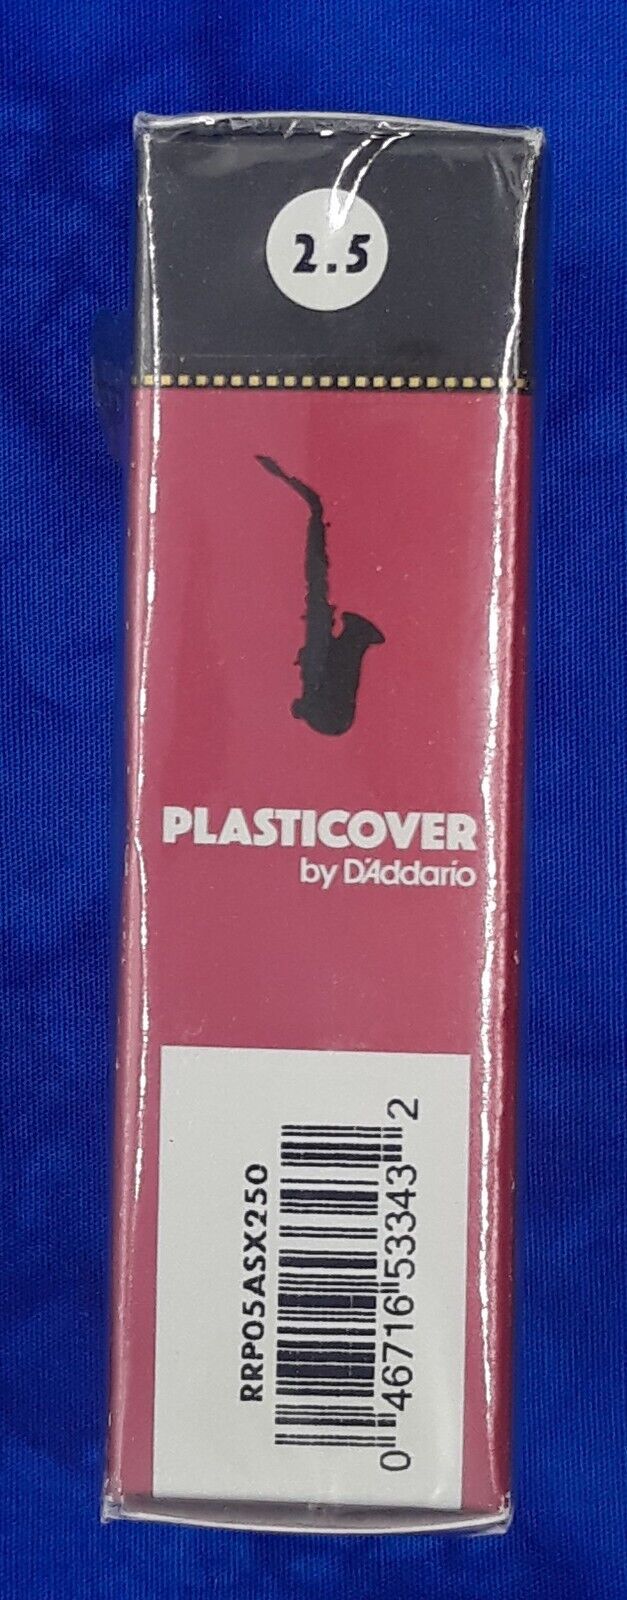 2.5
PLASTICOVER
by D'Addario
RRP05ASX250
0 46716 53343 2